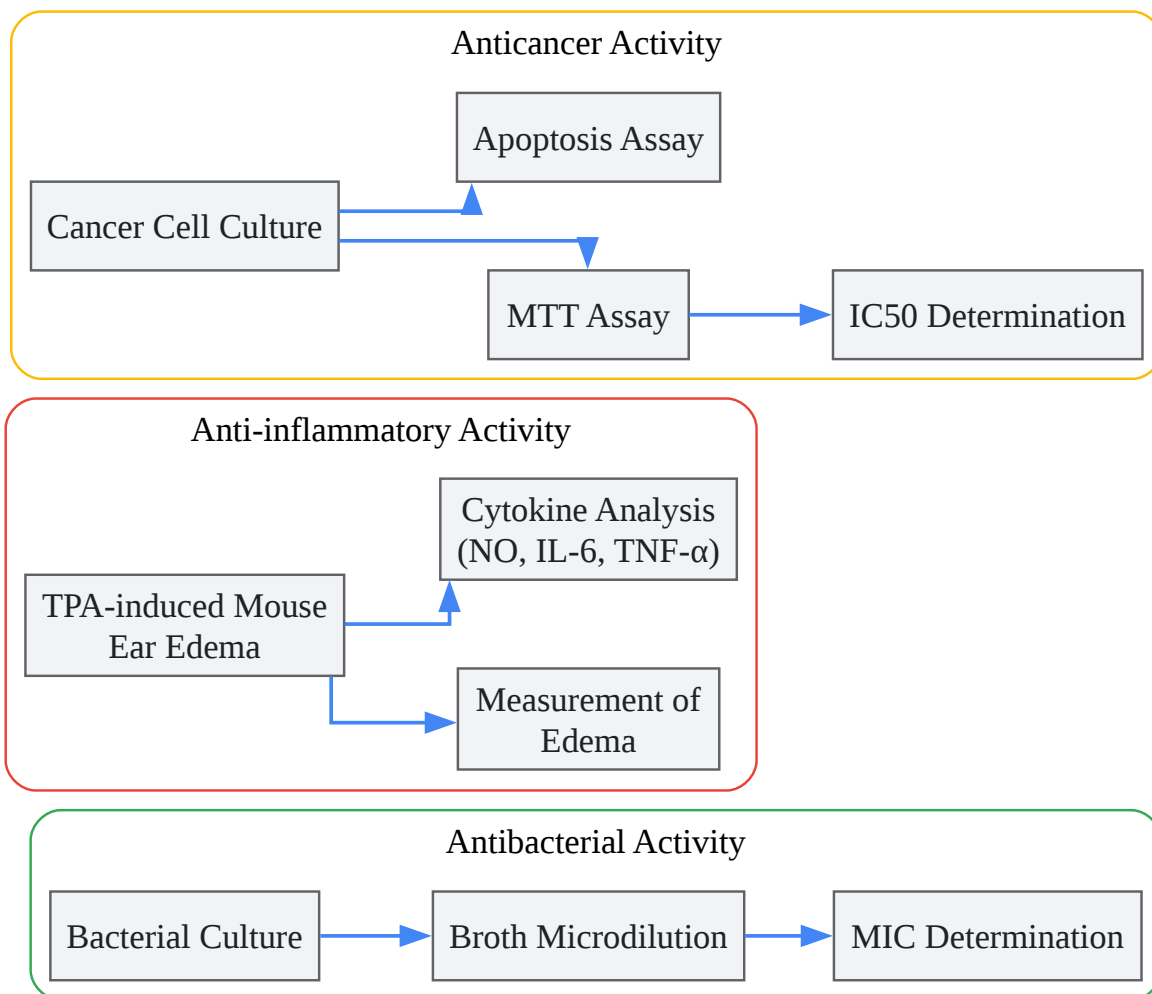 Anticancer Activity
Apoptosis Assay
Cancer Cell Culture
MTT Assay
IC50 Determination
Anti-inflammatory Activity
Cytokine Analysis
(NO, IL-6, TNF-α)
TPA-induced Mouse
Ear Edema
Measurement of
Edema
Antibacterial Activity
Bacterial Culture
Broth Microdilution
MIC Determination